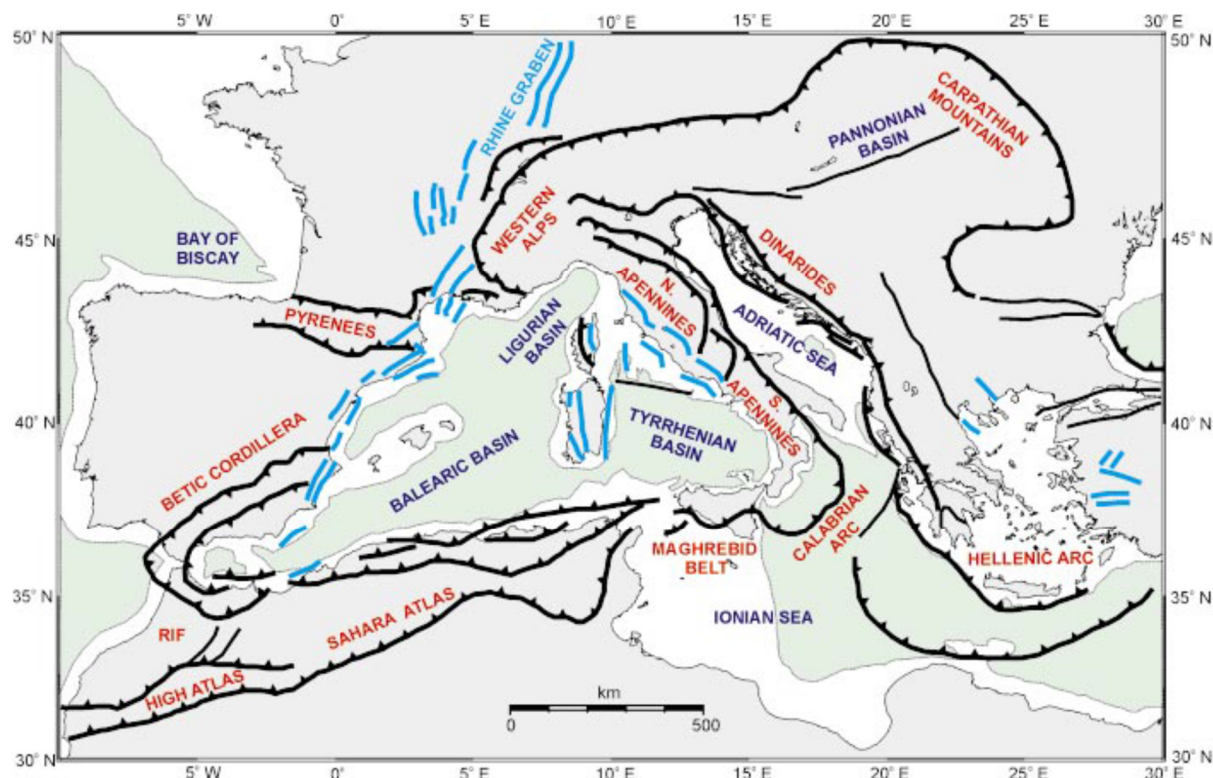 5° W 0° 5° E 10° E 15° E 20° E 25° E 30° E
50° N 50° N
RHINE GRABEN
CARPATHIAN
MOUNTAINS
PANNONIAN
BASIN
WESTERN
ALPS
45° N 45° N
BAY OF
BISCAY
DINARIDES
N.
APENNINES
PYRENEES
LIGURIAN
BASIN
ADRIATIC SEA
S.
APENNINES
40° N 40° N
TYRRHENIAN
BASIN
BETIC CORDILLERA
BALEARIC BASIN
CALABRIAN
ARC
MAGHREBID
BELT
HELLENIC ARC
35° N 35° N
SAHARA ATLAS
IONIAN SEA
RIF
HIGH ATLAS
km
0 500
30° N 30° N
5° W 0° 5° E 10° E 15° E 20° E 25° E 30° E